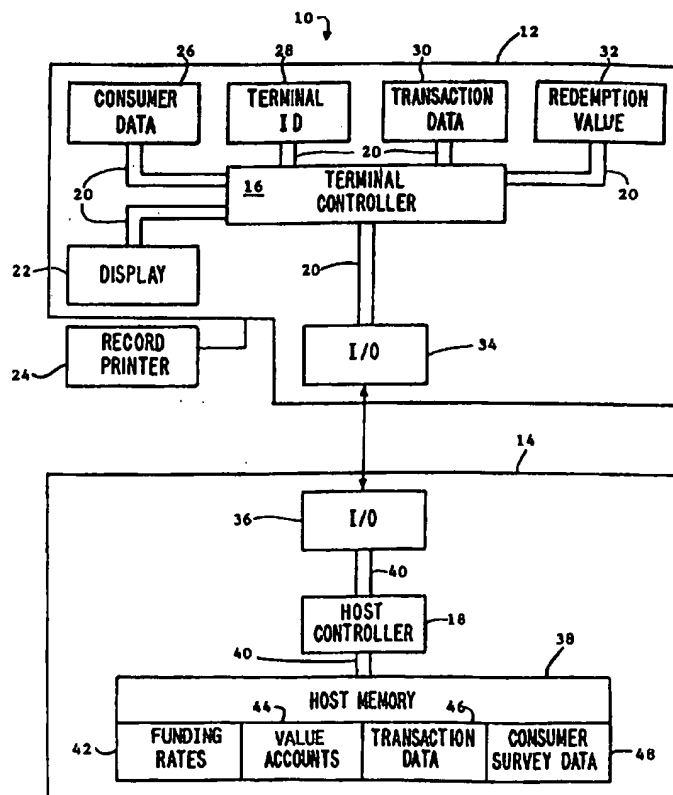 10
12
26
28
30
32
CONSUMER
DATA
TERMINAL
ID
TRANSACTION
DATA
REDEMPTION
VALUE
20
20
20
16
TERMINAL
CONTROLLER
20
22
DISPLAY
20
24
RECORD
PRINTER
I/O
34
14
36
I/O
40
HOST
CONTROLLER
18
40
38
HOST MEMORY
44
46
42
FUNDING
RATES
VALUE
ACCOUNTS
TRANSACTION
DATA
CONSUMER
SURVEY DATA
48